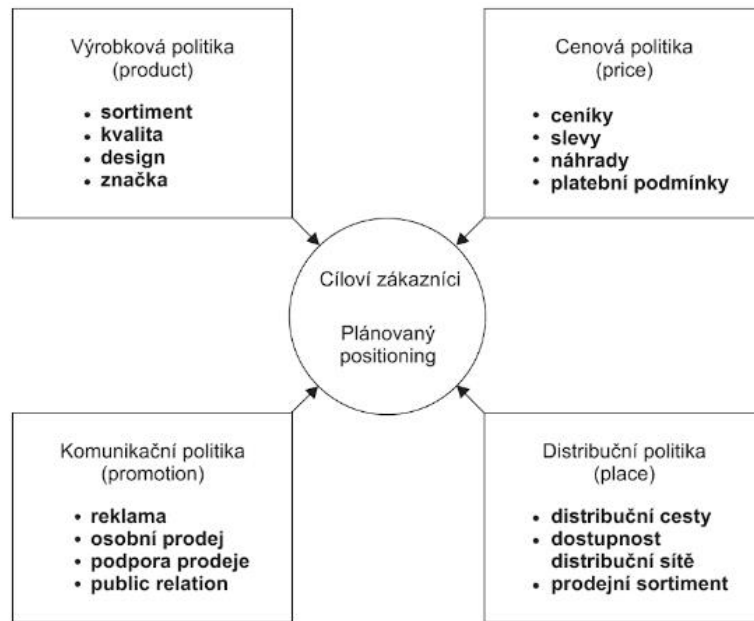 Výrobková politika
(product)
• sortiment
• kvalita
• design
• značka
Cenová politika
(price)
• ceníky
• slevy
• náhrady
• platební podmínky
Cíloví zákazníci
Plánovaný
positioning
Komunikační politika
(promotion)
• reklama
• osobní prodej
• podpora prodeje
• public relation
Distribuční politika
(place)
• distribuční cesty
• dostupnost
distribuční sítě
• prodejní sortiment